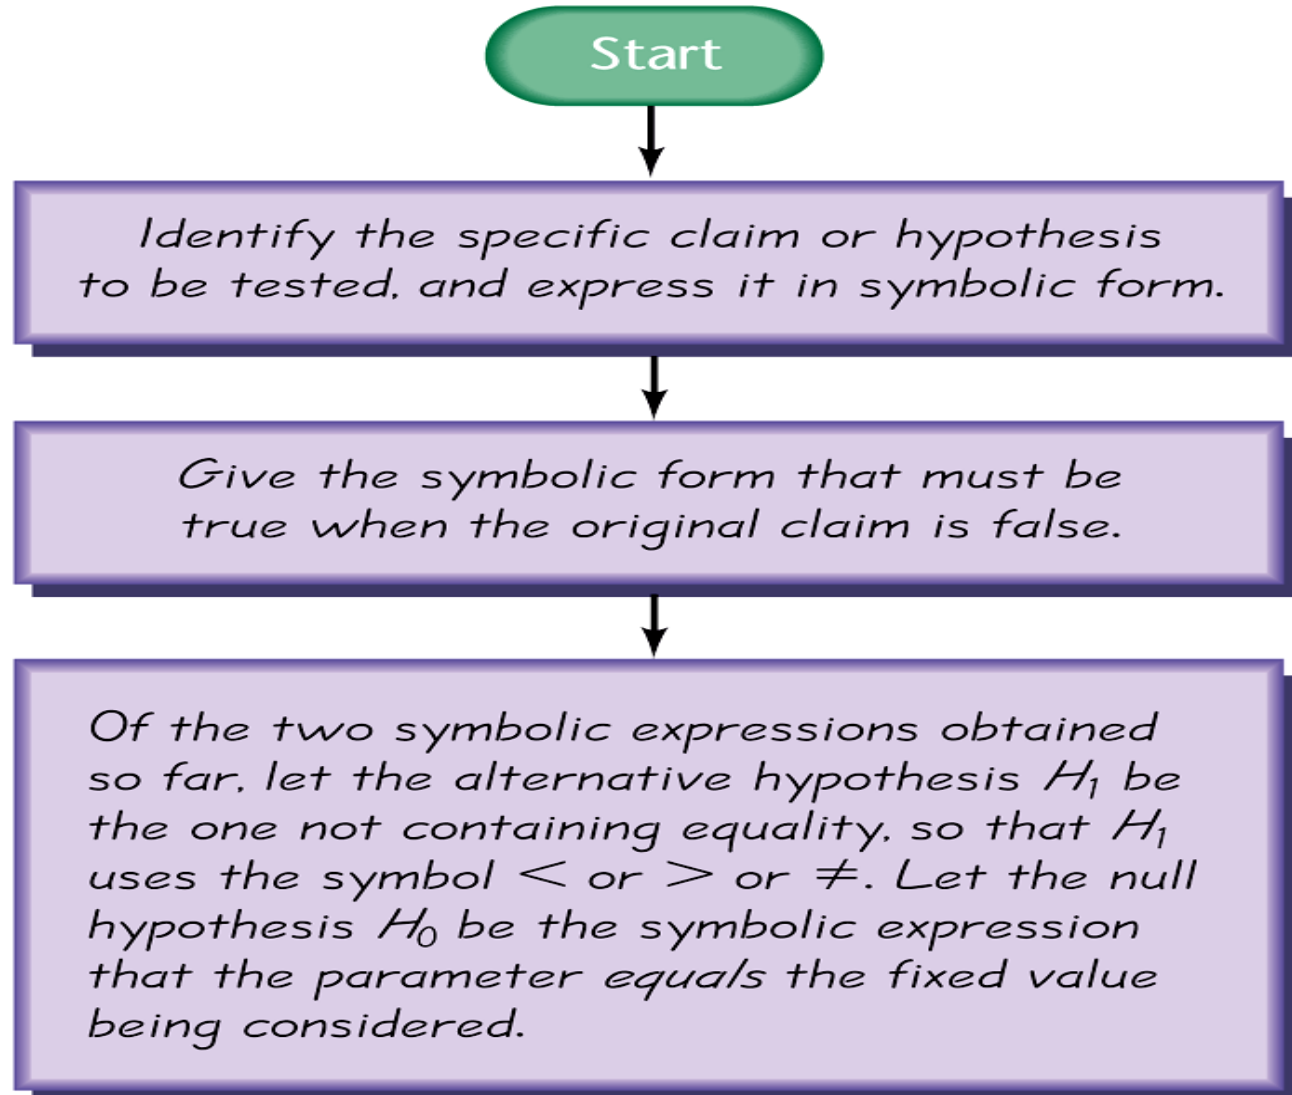 Start
Identify the specific claim or hypothesis
to be tested, and express it in symbolic form.
Give the symbolic form that must be
true when the original claim is false.
Of the two symbolic expressions obtained
so far, let the alternative hypothesis H₁ be
the one not containing equality, so that H₁
uses the symbol < or > or ≠. Let the null
hypothesis H₀ be the symbolic expression
that the parameter equals the fixed value
being considered.